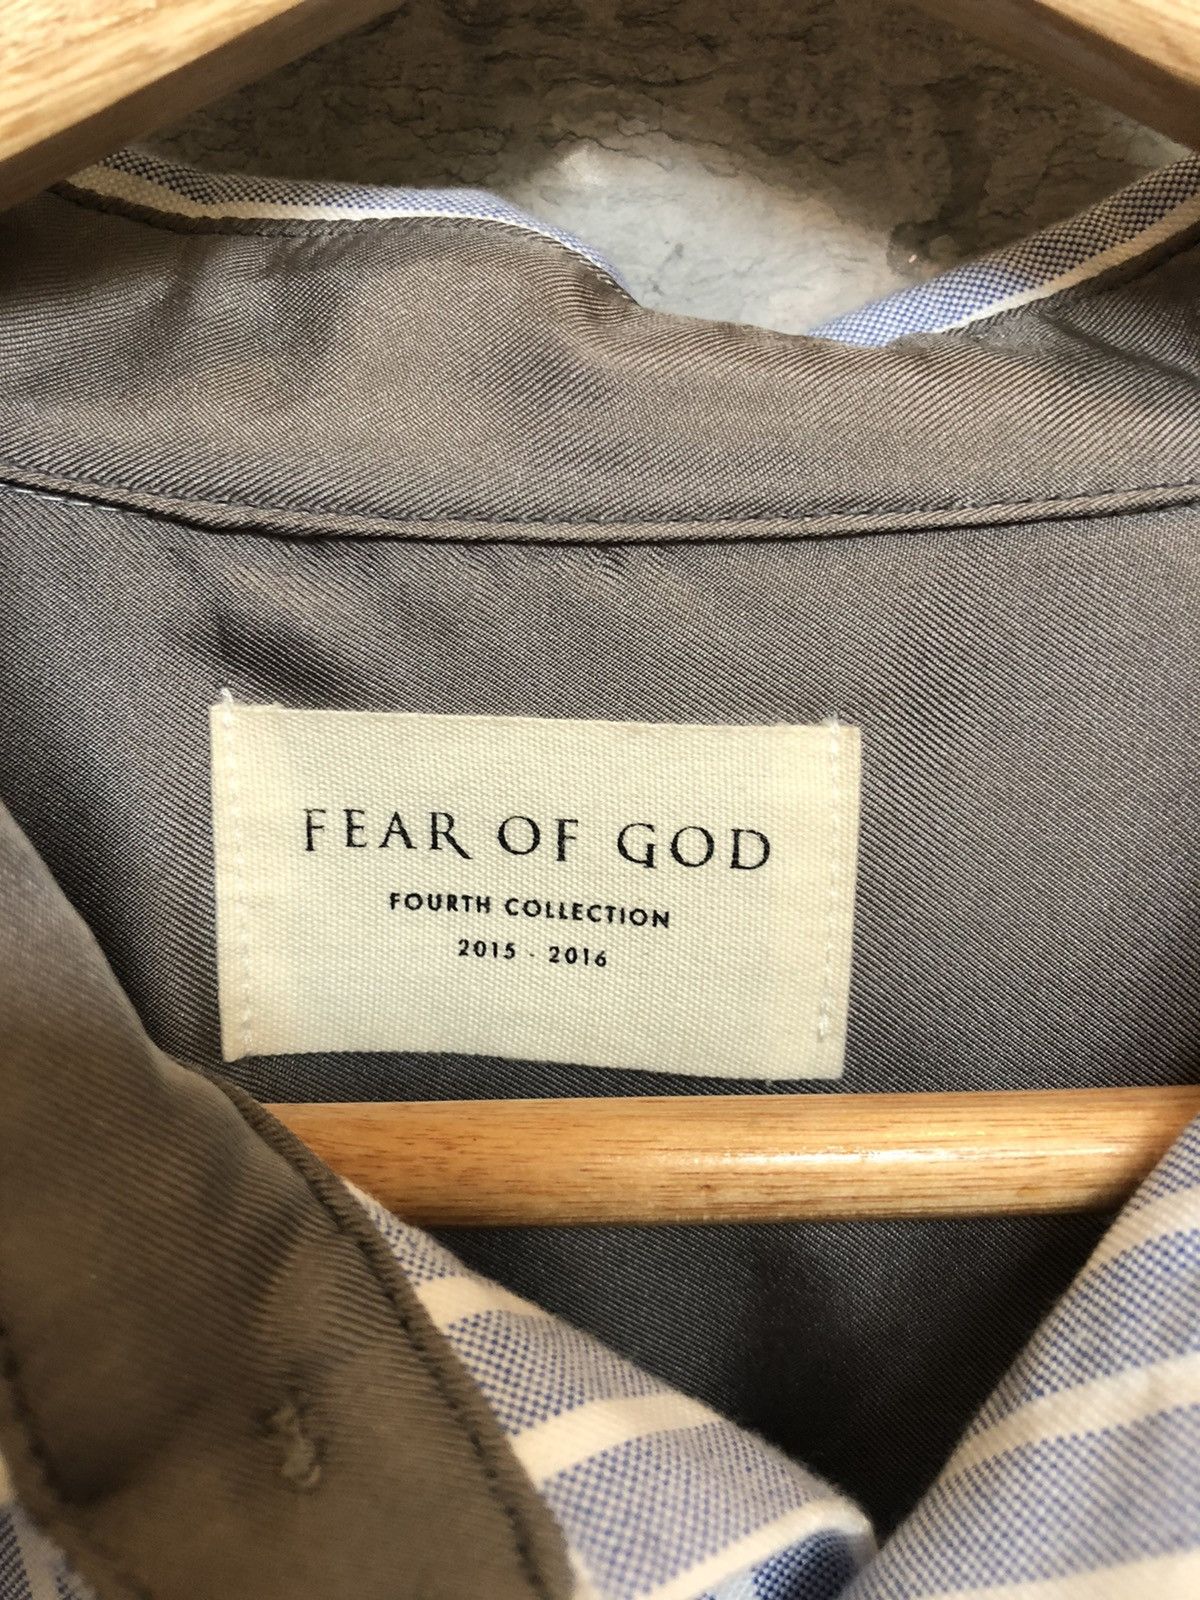 FEAR OF GOD
FOURTH COLLECTION
2015 - 2016